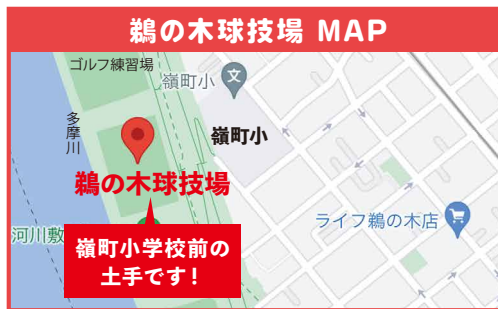 鵜の木球技場 MAP
ゴルフ練習場
嶺町小
文
多摩川
嶺町小
鵜の木球技場
河川敷
嶺町小学校前の
土手です！
ライフ鵜の木店